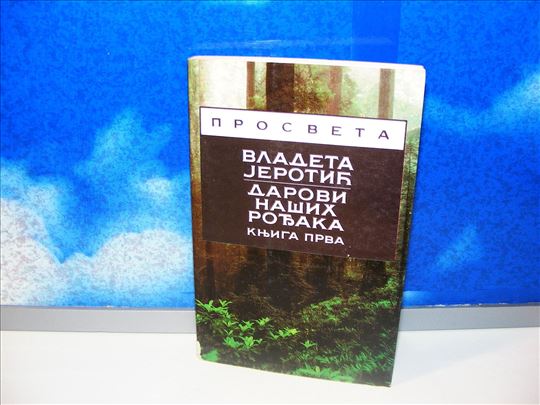 ПРОСВЕТА
ВЛАДЕТА
ЈЕРОТИЋ
ДАРОВИ
НАШИХ
РОЂАКА
КЊИГА ПРВА